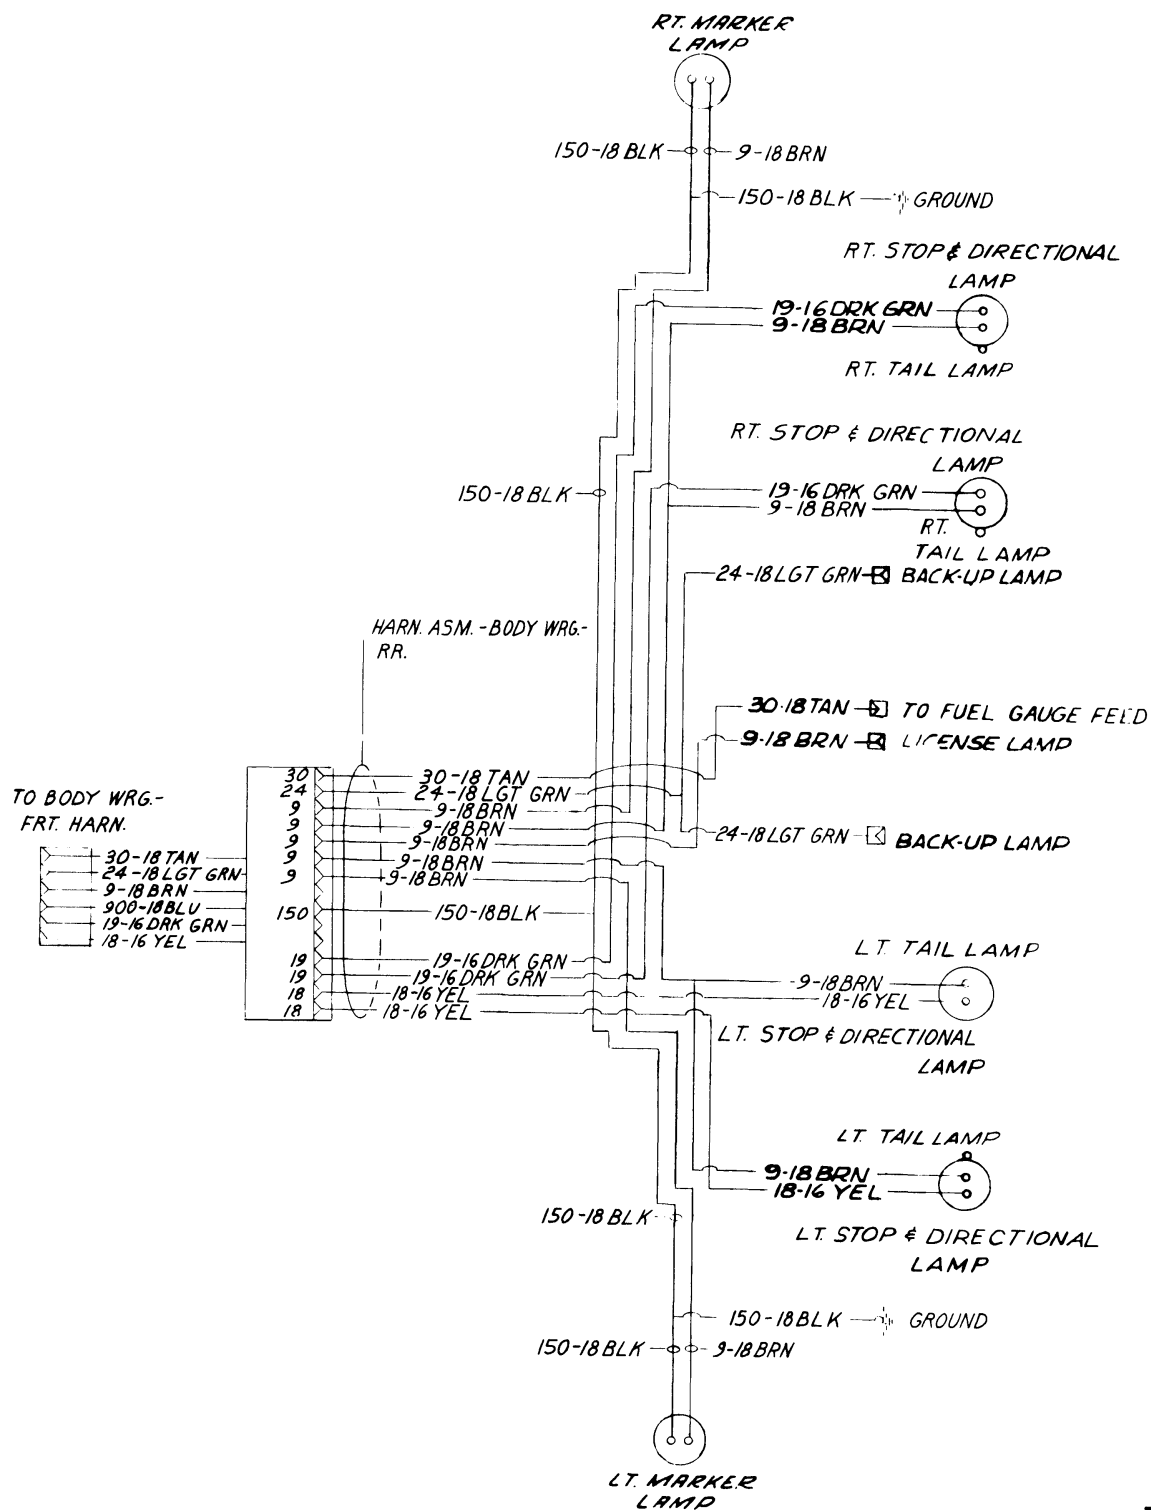 RT. MARKER
LAMP
150-18 BLK
9-18 BRN
150-18 BLK
GROUND
RT. STOP & DIRECTIONAL
LAMP
19-16 DRK GRN
9-18 BRN
RT. TAIL LAMP
RT. STOP & DIRECTIONAL
LAMP
150-18 BLK
19-16 DRK GRN
9-18 BRN
RT.
TAIL LAMP
24-18 LGT GRN
BACK-UP LAMP
HARN. ASM.-BODY WRG.-
RR.
30-18 TAN
TO FUEL GAUGE FEED
9-18 BRN
LICENSE LAMP
TO BODY WRG.-
FRT. HARN.
30-18 TAN
24-18 LGT GRN
9-18 BRN
900-18 BLU
19-16 DRK GRN
18-16 YEL
30
24
9
9
9
9
9
150
19
19
18
18
30-18 TAN
24-18 LGT GRN
9-18 BRN
9-18 BRN
9-18 BRN
9-18 BRN
9-18 BRN
150-18 BLK
19-16 DRK GRN
19-16 DRK GRN
18-16 YEL
18-16 YEL
24-18 LGT GRN
BACK-UP LAMP
LT. TAIL LAMP
9-18 BRN
18-16 YEL
LT. STOP & DIRECTIONAL
LAMP
LT. TAIL LAMP
9-18 BRN
18-16 YEL
150-18 BLK
LT. STOP & DIRECTIONAL
LAMP
150-18 BLK
GROUND
150-18 BLK
9-18 BRN
LT. MARKER
LAMP